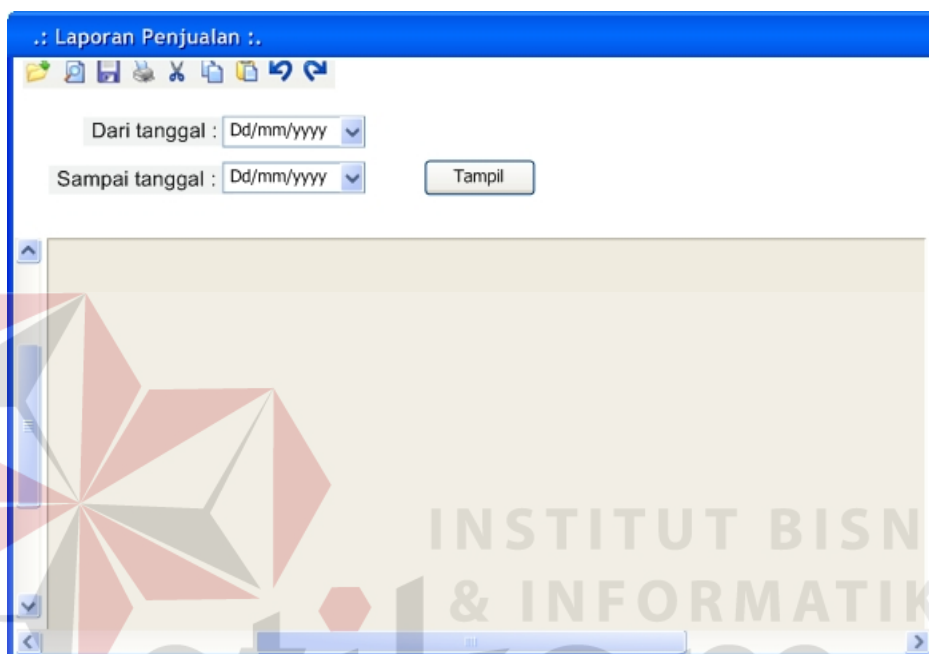 .: Laporan Penjualan :.
Dari tanggal : Dd/mm/yyyy
Sampai tanggal : Dd/mm/yyyy Tampil
INSTITUT BISN
& INFORMATIK